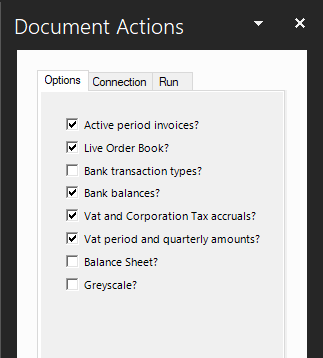 Document Actions
Options Connection Run
Active period invoices?
Live Order Book?
Bank transaction types?
Bank balances?
Vat and Corporation Tax accruals?
Vat period and quarterly amounts?
Balance Sheet?
Greyscale?